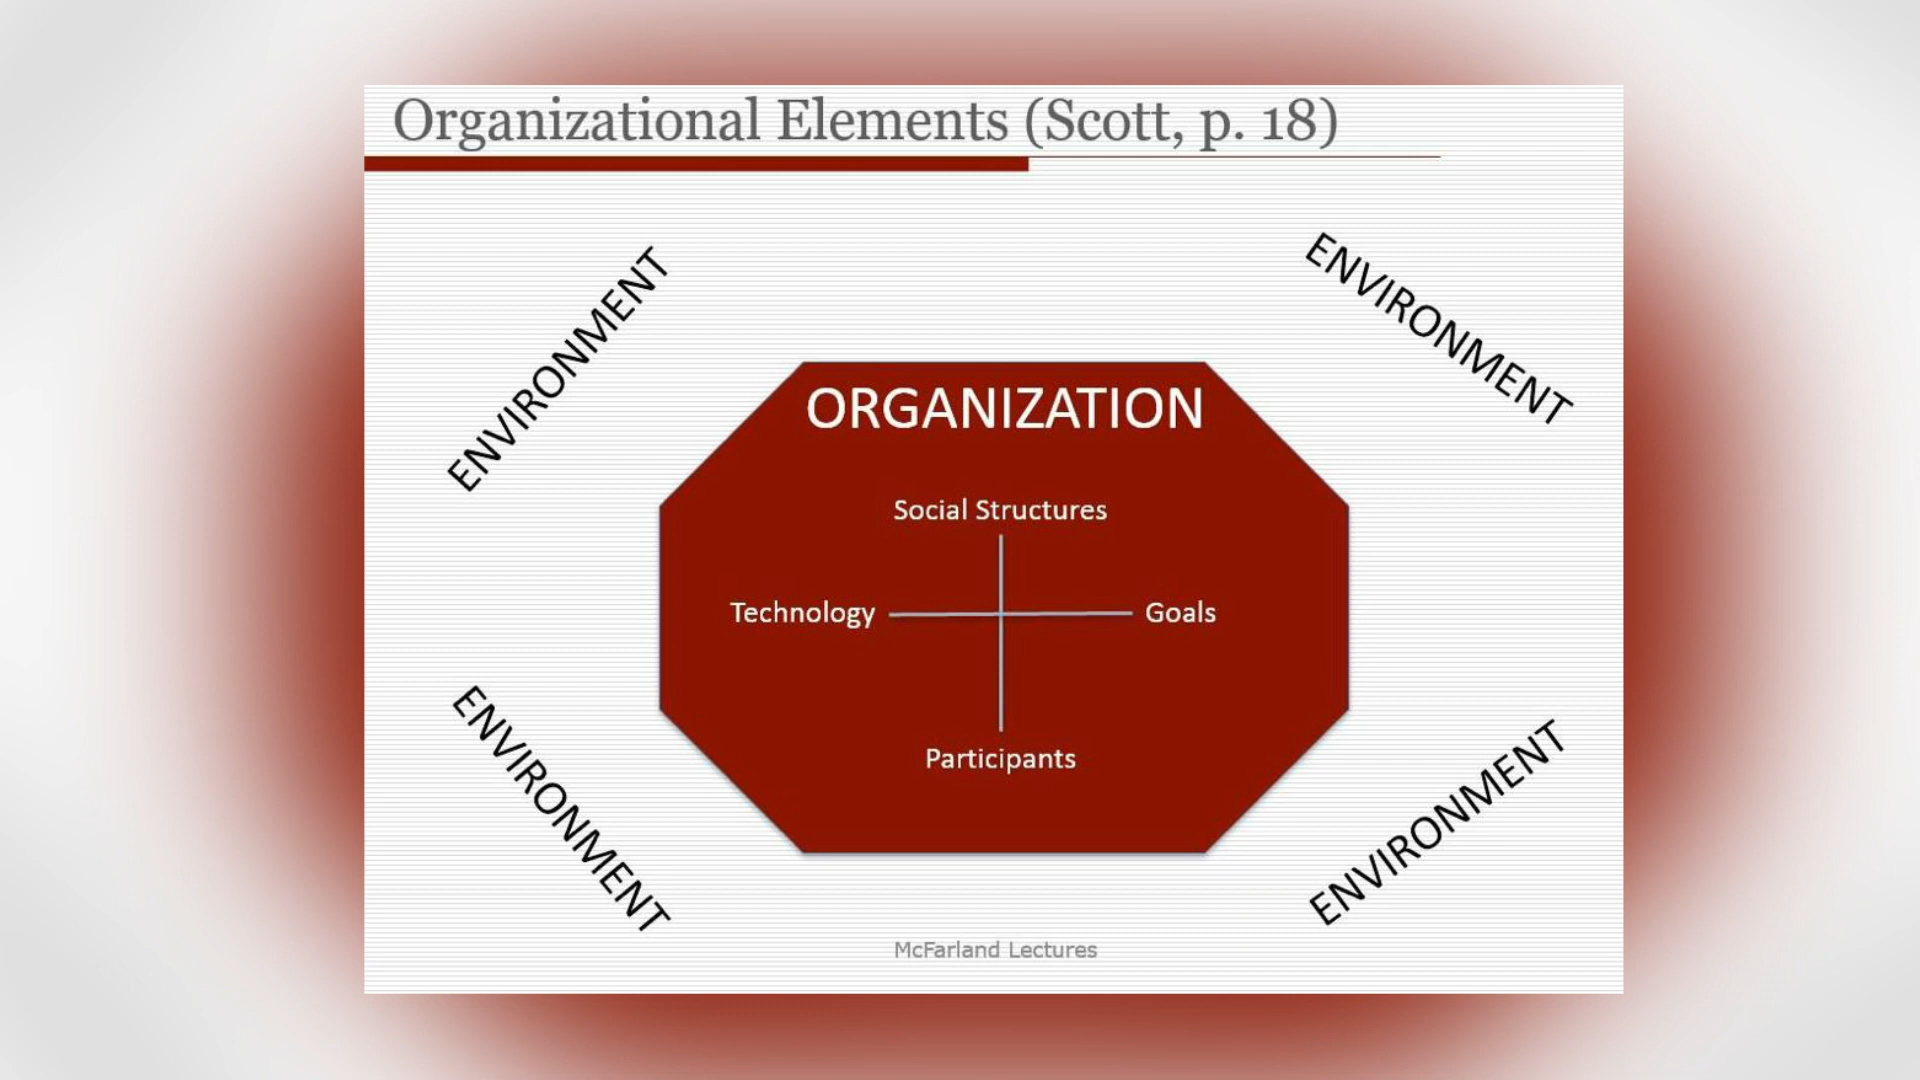 Organizational Elements (Scott, p. 18)
ENVIRONMENT
ENVIRONMENT
ORGANIZATION
Social Structures
Technology
Goals
Participants
ENVIRONMENT
ENVIRONMENT
McFarland Lectures